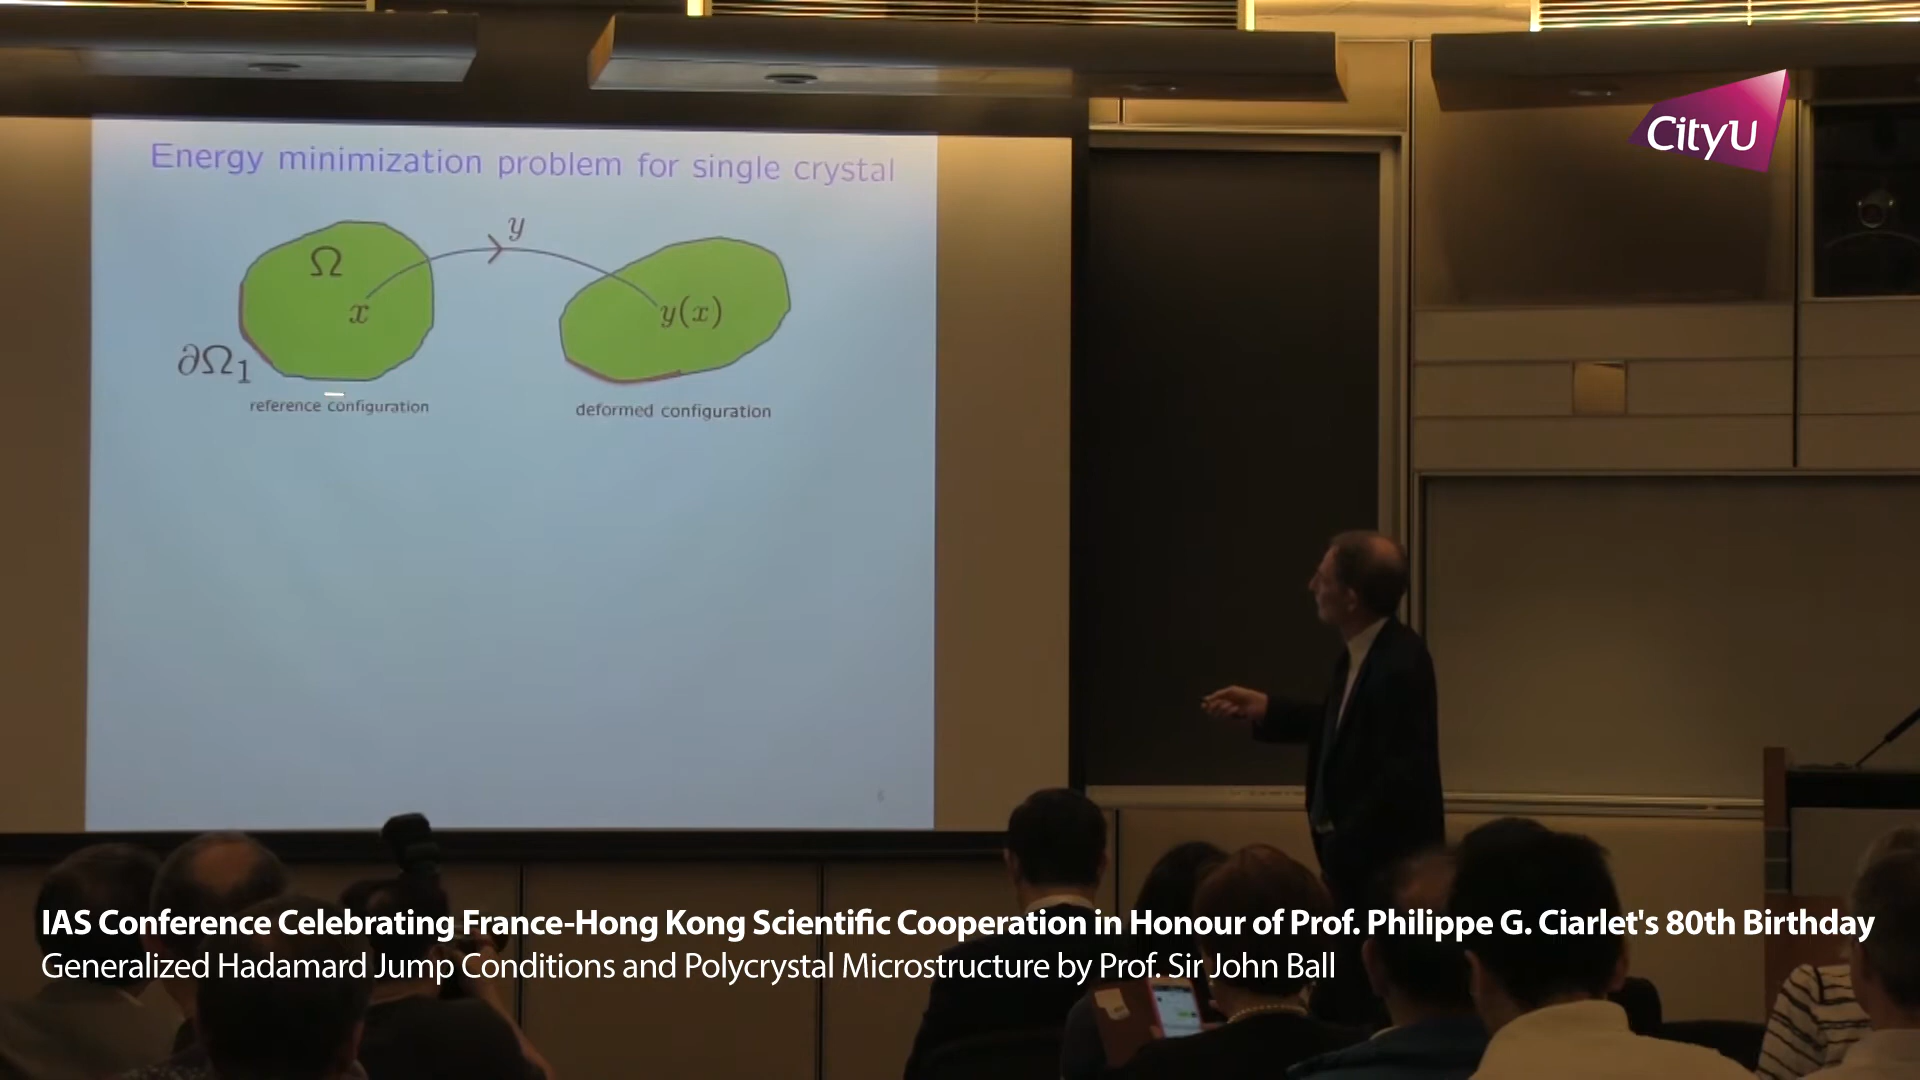 CityU
Energy minimization problem for single crystal
y
Ω
x
y(x)
∂Ω₁
reference configuration
deformed configuration
IAS Conference Celebrating France-Hong Kong Scientific Cooperation in Honour of Prof. Philippe G. Ciarlet's 80th Birthday
Generalized Hadamard Jump Conditions and Polycrystal Microstructure by Prof. Sir John Ball